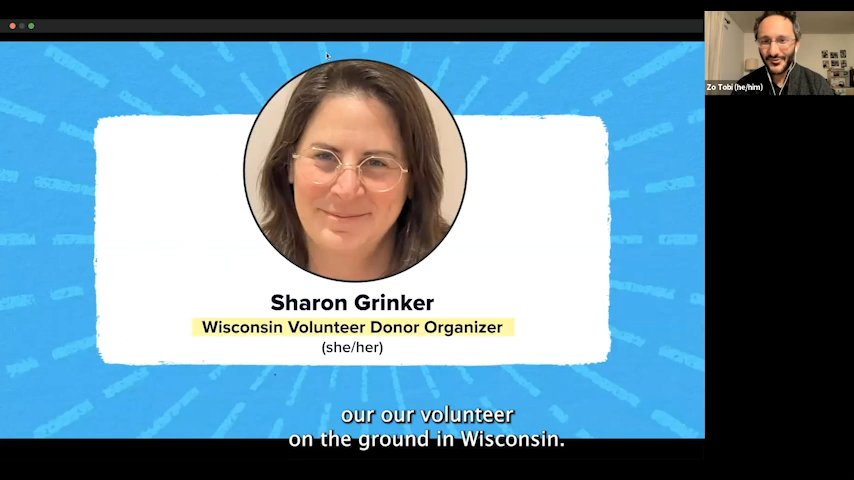 Zo Tobi (he/him)
Sharon Grinker
Wisconsin Volunteer Donor Organizer
(she/her)
our our volunteer
on the ground in Wisconsin.